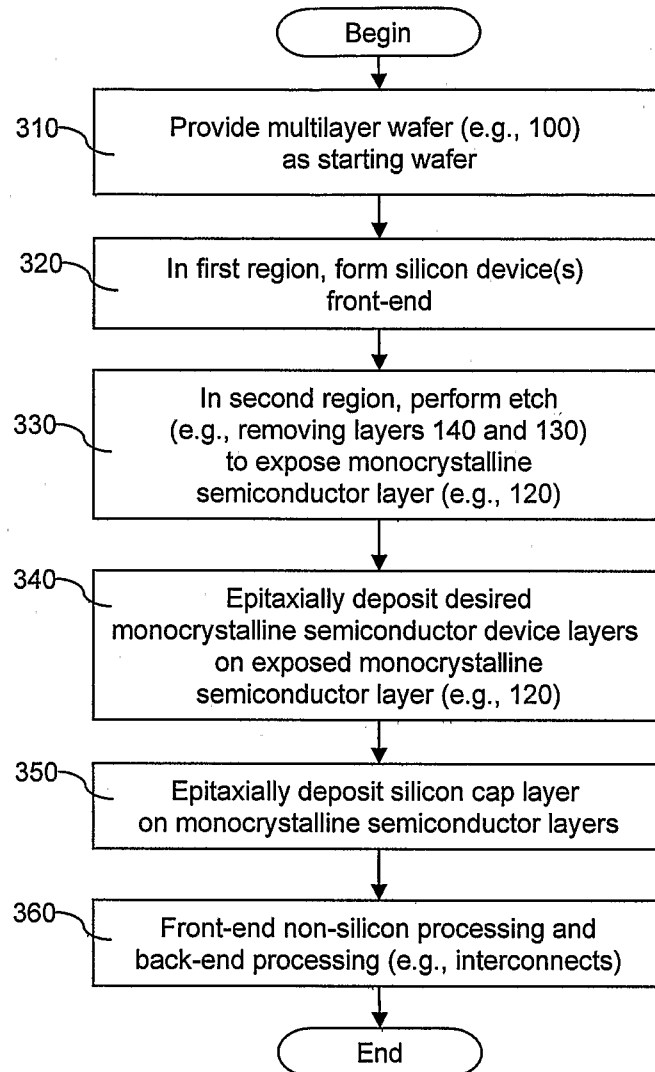 Begin
310
Provide multilayer wafer (e.g., 100)
as starting wafer
320
In first region, form silicon device(s)
front-end
330
In second region, perform etch
(e.g., removing layers 140 and 130)
to expose monocrystalline
semiconductor layer (e.g., 120)
340
Epitaxially deposit desired
monocrystalline semiconductor device layers
on exposed monocrystalline
semiconductor layer (e.g., 120)
350
Epitaxially deposit silicon cap layer
on monocrystalline semiconductor layers
360
Front-end non-silicon processing and
back-end processing (e.g., interconnects)
End